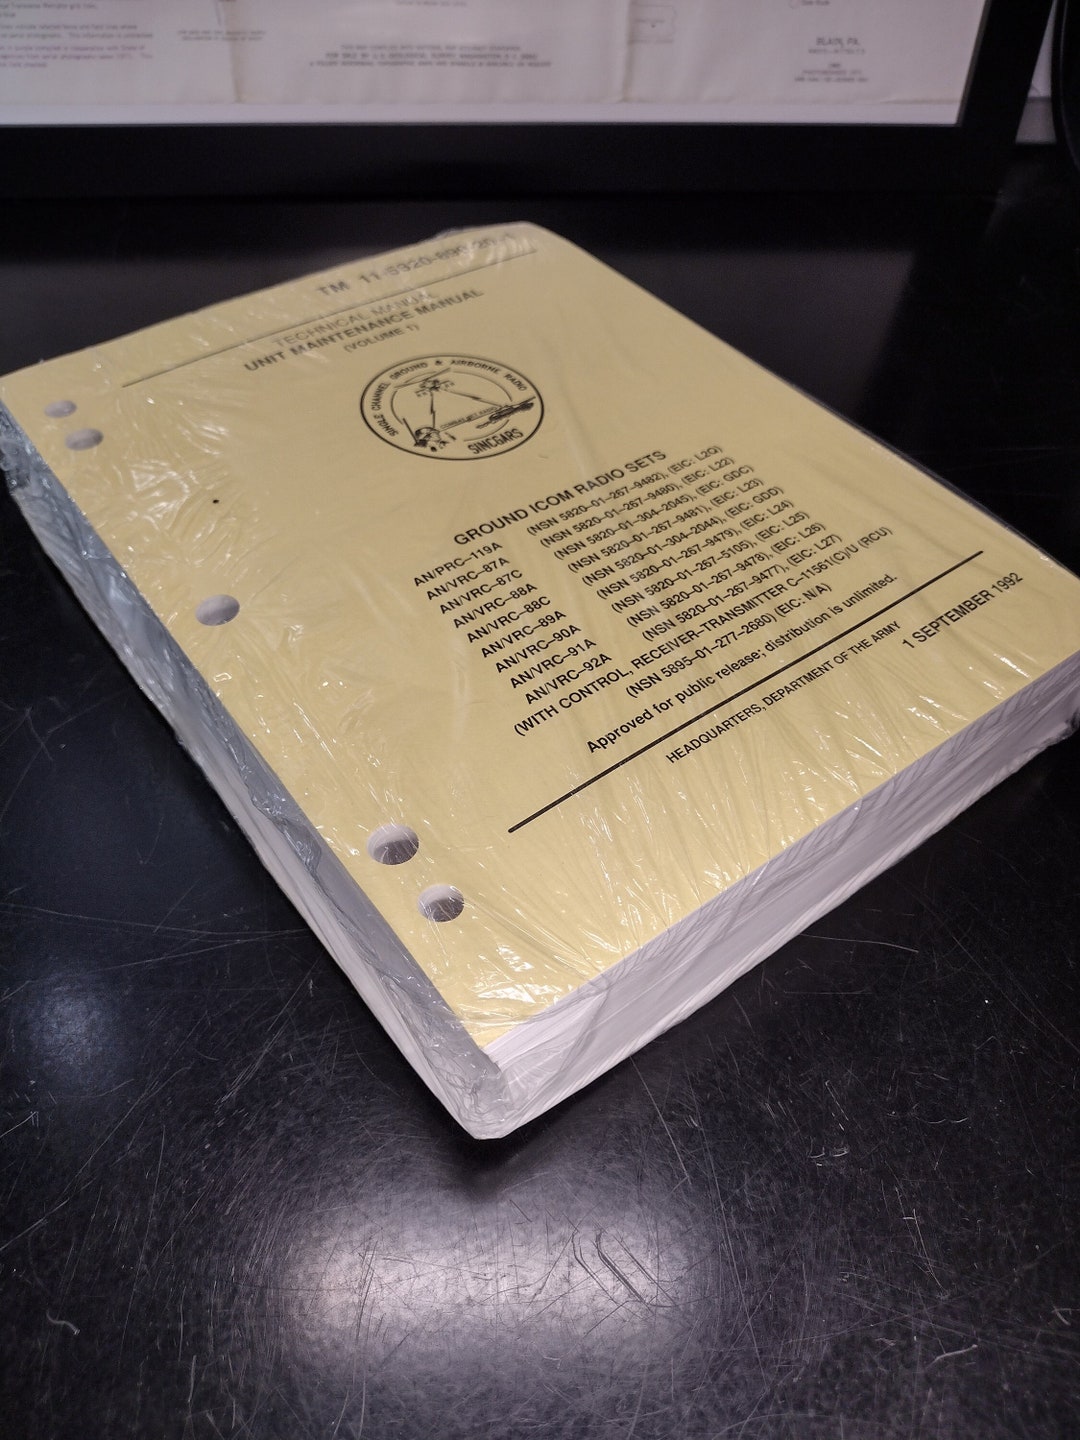 BLAIN, PA.
TM 11-5820-890-20-1
TECHNICAL MANUAL
UNIT MAINTENANCE MANUAL
(VOLUME 1)
SINGLE CHANNEL GROUND & AIRBORNE RADIO
SINCGARS
GROUND ICOM RADIO SETS
AN/PRC–119A (NSN 5820–01–267–9482), (EIC: L2Q)
AN/VRC–87A (NSN 5820–01–267–9480), (EIC: L22)
AN/VRC–87C (NSN 5820–01–304–2045), (EIC: GDC)
AN/VRC–88A (NSN 5820–01–267–9481), (EIC: L23)
AN/VRC–88C (NSN 5820–01–304–2044), (EIC: GDD)
AN/VRC–89A (NSN 5820–01–267–9479), (EIC: L24)
AN/VRC–90A (NSN 5820–01–267–5105), (EIC: L25)
AN/VRC–91A (NSN 5820–01–267–9478), (EIC: L26)
AN/VRC–92A (NSN 5820–01–267–9477), (EIC: L27)
(WITH CONTROL, RECEIVER–TRANSMITTER C–11561(C)/U (RCU)
(NSN 5895–01–277–2680) (EIC: N/A)
Approved for public release; distribution is unlimited.
HEADQUARTERS, DEPARTMENT OF THE ARMY
1 SEPTEMBER 1992